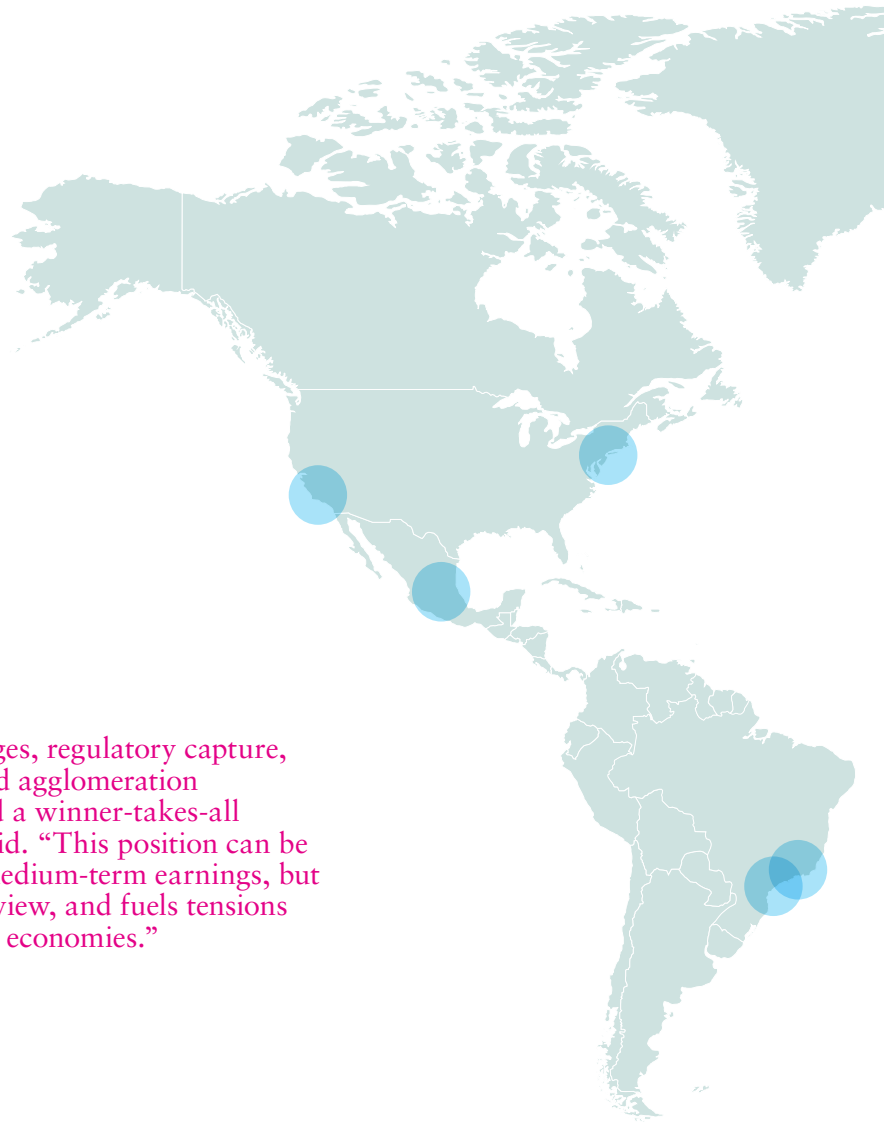 ges, regulatory capture,
d agglomeration
l a winner-takes-all
id. “This position can be
edium-term earnings, but
view, and fuels tensions
economies.”